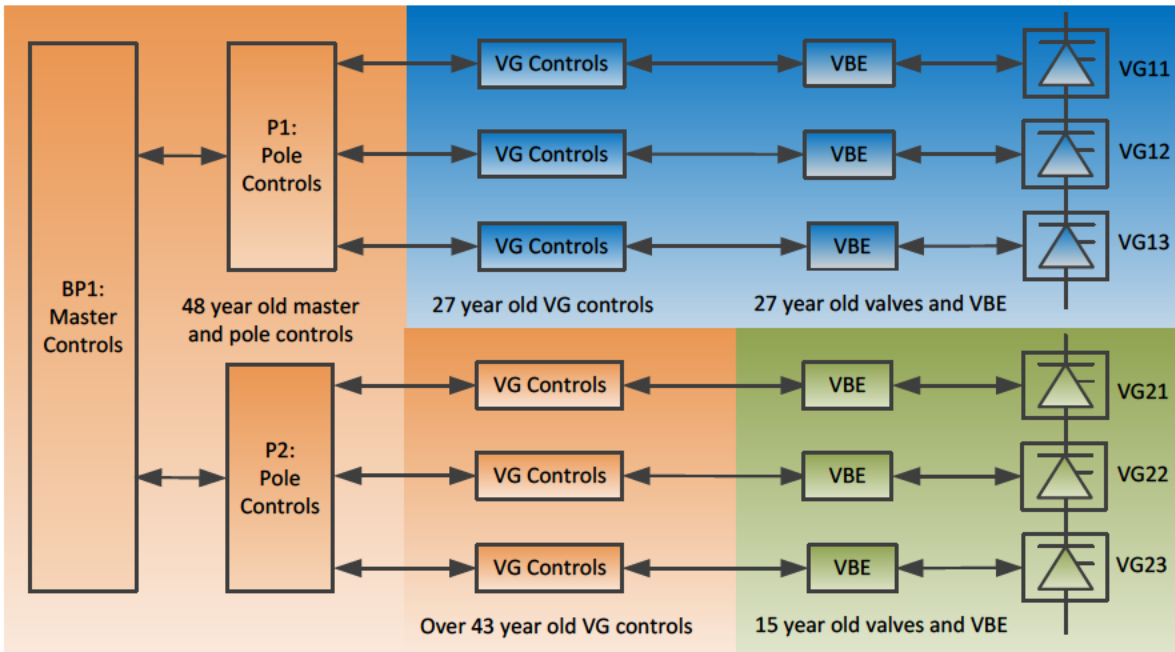 BP1:
Master
Controls
P1:
Pole
Controls
48 year old master
and pole controls
P2:
Pole
Controls
VG Controls
VBE
VG11
VG Controls
VBE
VG12
VG Controls
VBE
VG13
27 year old VG controls
27 year old valves and VBE
VG Controls
VBE
VG21
VG Controls
VBE
VG22
VG Controls
VBE
VG23
Over 43 year old VG controls
15 year old valves and VBE